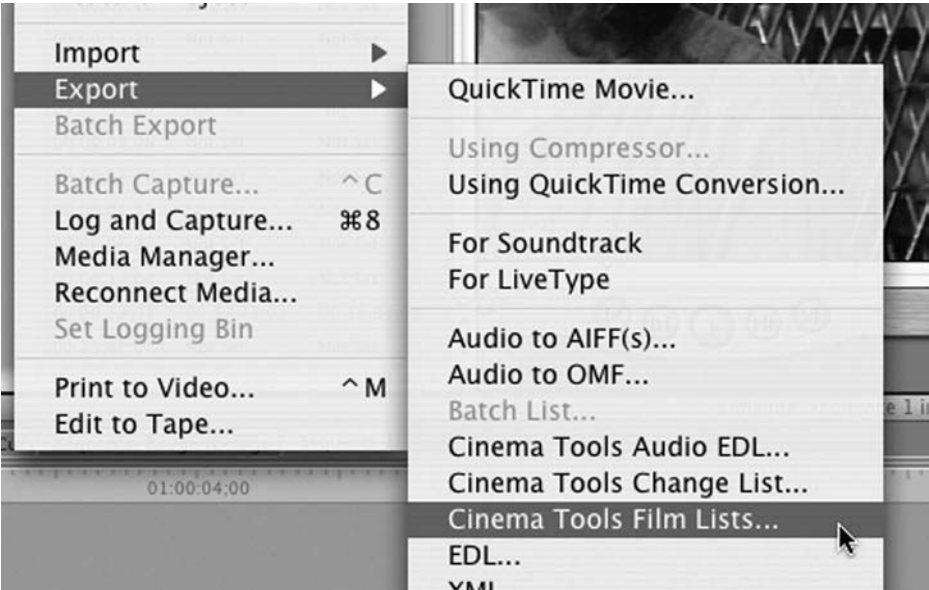 Import
Export
Batch Export
Batch Capture... ^C
Log and Capture... ⌘8
Media Manager...
Reconnect Media...
Set Logging Bin
Print to Video... ^M
Edit to Tape...
01:00:04;00
QuickTime Movie...
Using Compressor...
Using QuickTime Conversion...
For Soundtrack
For LiveType
Audio to AIFF(s)...
Audio to OMF...
Batch List...
Cinema Tools Audio EDL...
Cinema Tools Change List...
Cinema Tools Film Lists...
EDL...
XML